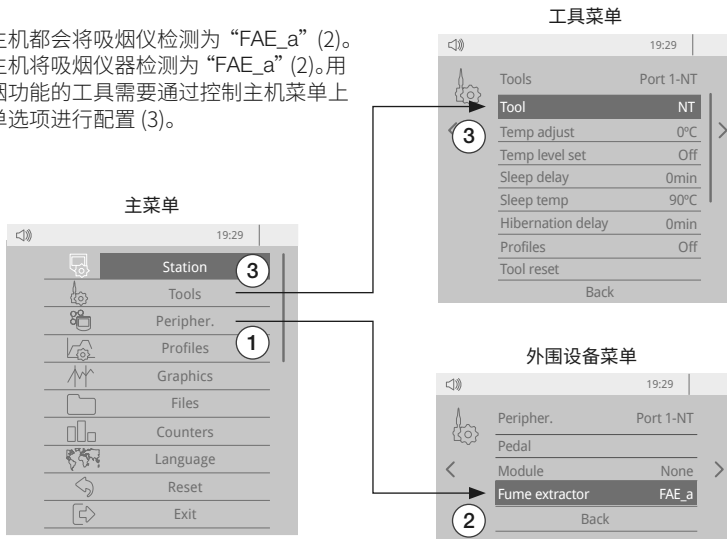 主机都会将吸烟仪检测为“FAE_a” (2)。
主机将吸烟仪器检测为 “FAE_a” (2)。用
烟功能的工具需要通过控制主机菜单上
单选项进行配置 (3)。
工具菜单
19:29
Tools Port 1-NT
Tool NT
3
Temp adjust 0ºC
Temp level set Off
Sleep delay 0min
Sleep temp 90ºC
Hibernation delay 0min
Profiles Off
Tool reset
Back
主菜单
19:29
Station
3
Tools
Peripher.
1
Profiles
Graphics
Files
Counters
Language
Reset
Exit
外围设备菜单
19:29
Peripher. Port 1-NT
Pedal
Module None
Fume extractor FAE_a
2
Back